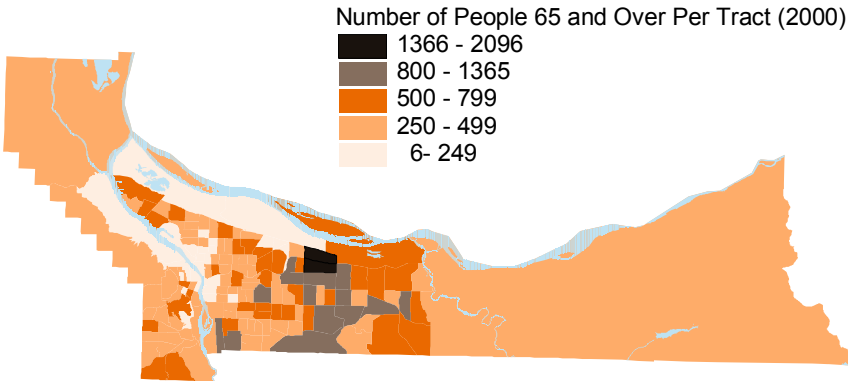 Number of People 65 and Over Per Tract (2000)
1366 - 2096
800 - 1365
500 - 799
250 - 499
6- 249